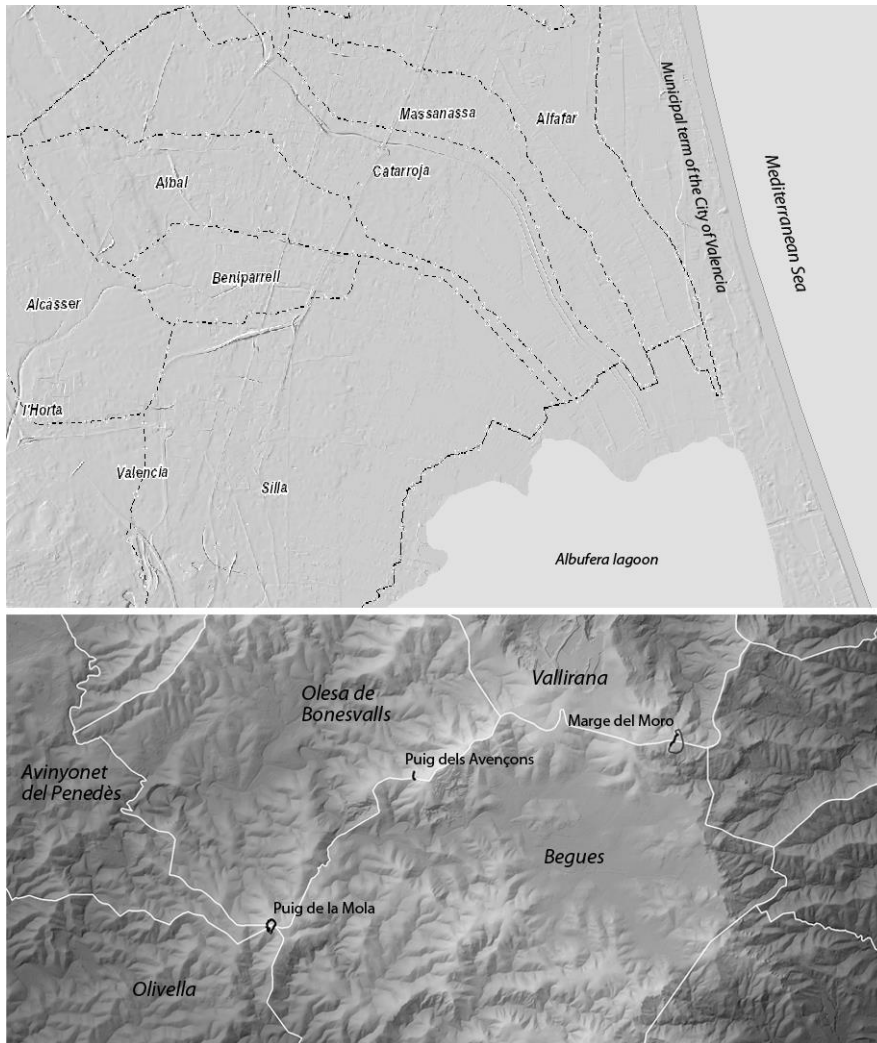 Massanassa
Alfafar
Municipal term of the City of Valencia
Mediterranean Sea
Catarroja
Albal
Beniparrell
Alcàsser
l'Horta
Valencia
Silla
Albufera lagoon
Vallirana
Olesa de
Bonesvalls
Marge del Moro
Puig dels Avençons
Avinyonet
del Penedès
Begues
Puig de la Mola
Olivella